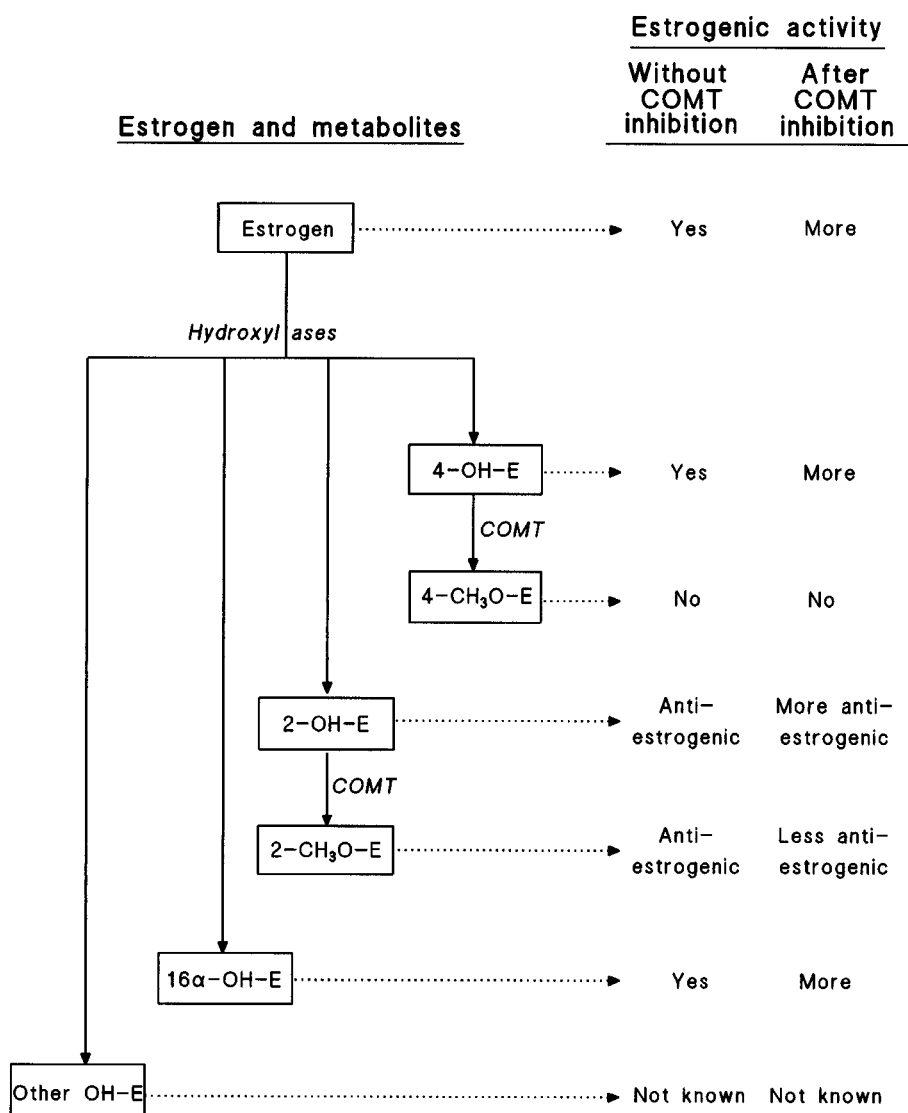 Estrogenic activity
Without After
COMT COMT
inhibition inhibition
Estrogen and metabolites
Estrogen Yes More
Hydroxylases
4-OH-E Yes More
COMT
4-CH₃O-E No No
2-OH-E Anti- More anti-
estrogenic estrogenic
COMT
2-CH₃O-E Anti- Less anti-
estrogenic estrogenic
16α-OH-E Yes More
Other OH-E Not known Not known